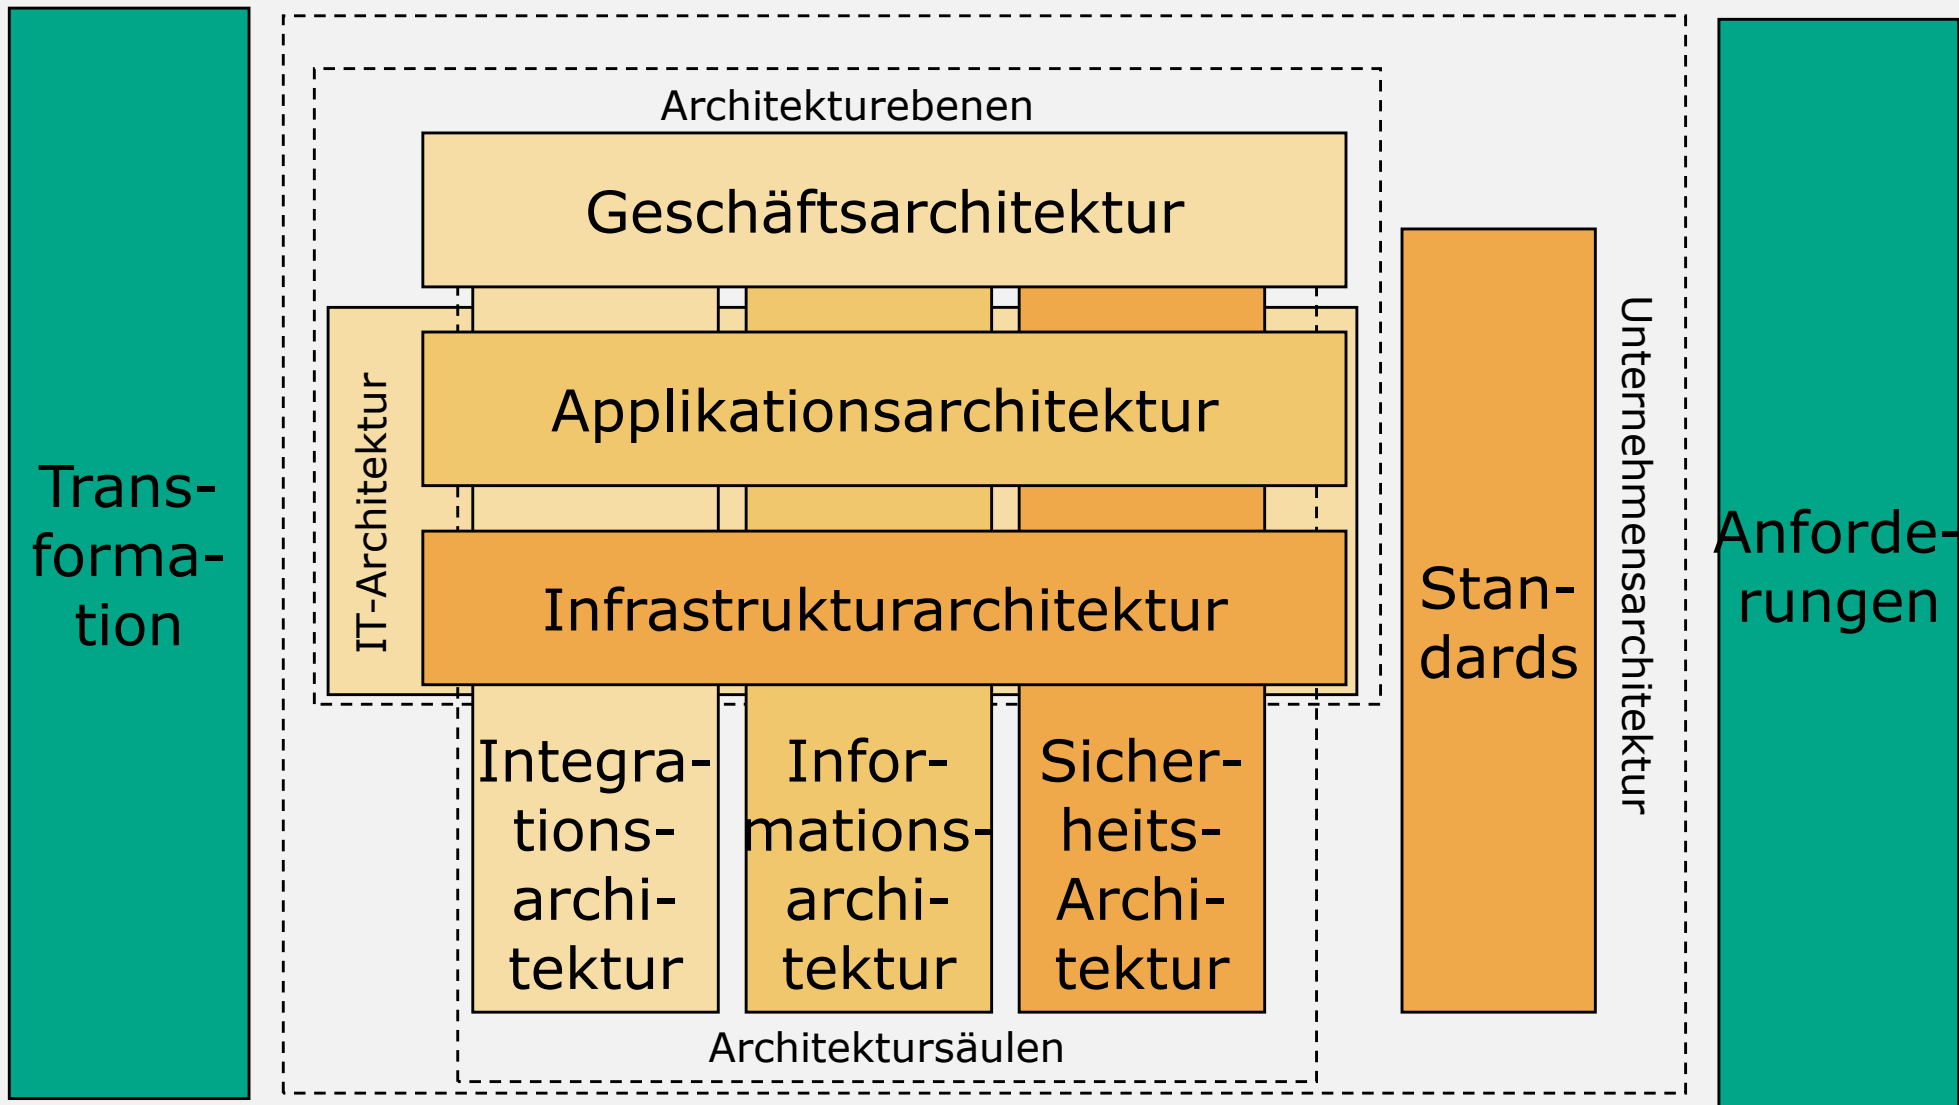 Trans-
forma-
tion
Architekturebenen
Geschäftsarchitektur
IT-Architektur
Applikationsarchitektur
Infrastrukturarchitektur
Integra-
tions-
archi-
tektur
Infor-
mations-
archi-
tektur
Sicher-
heits-
Archi-
tektur
Architektursäulen
Stan-
dards
Unternehmensarchitektur
Anforde-
rungen